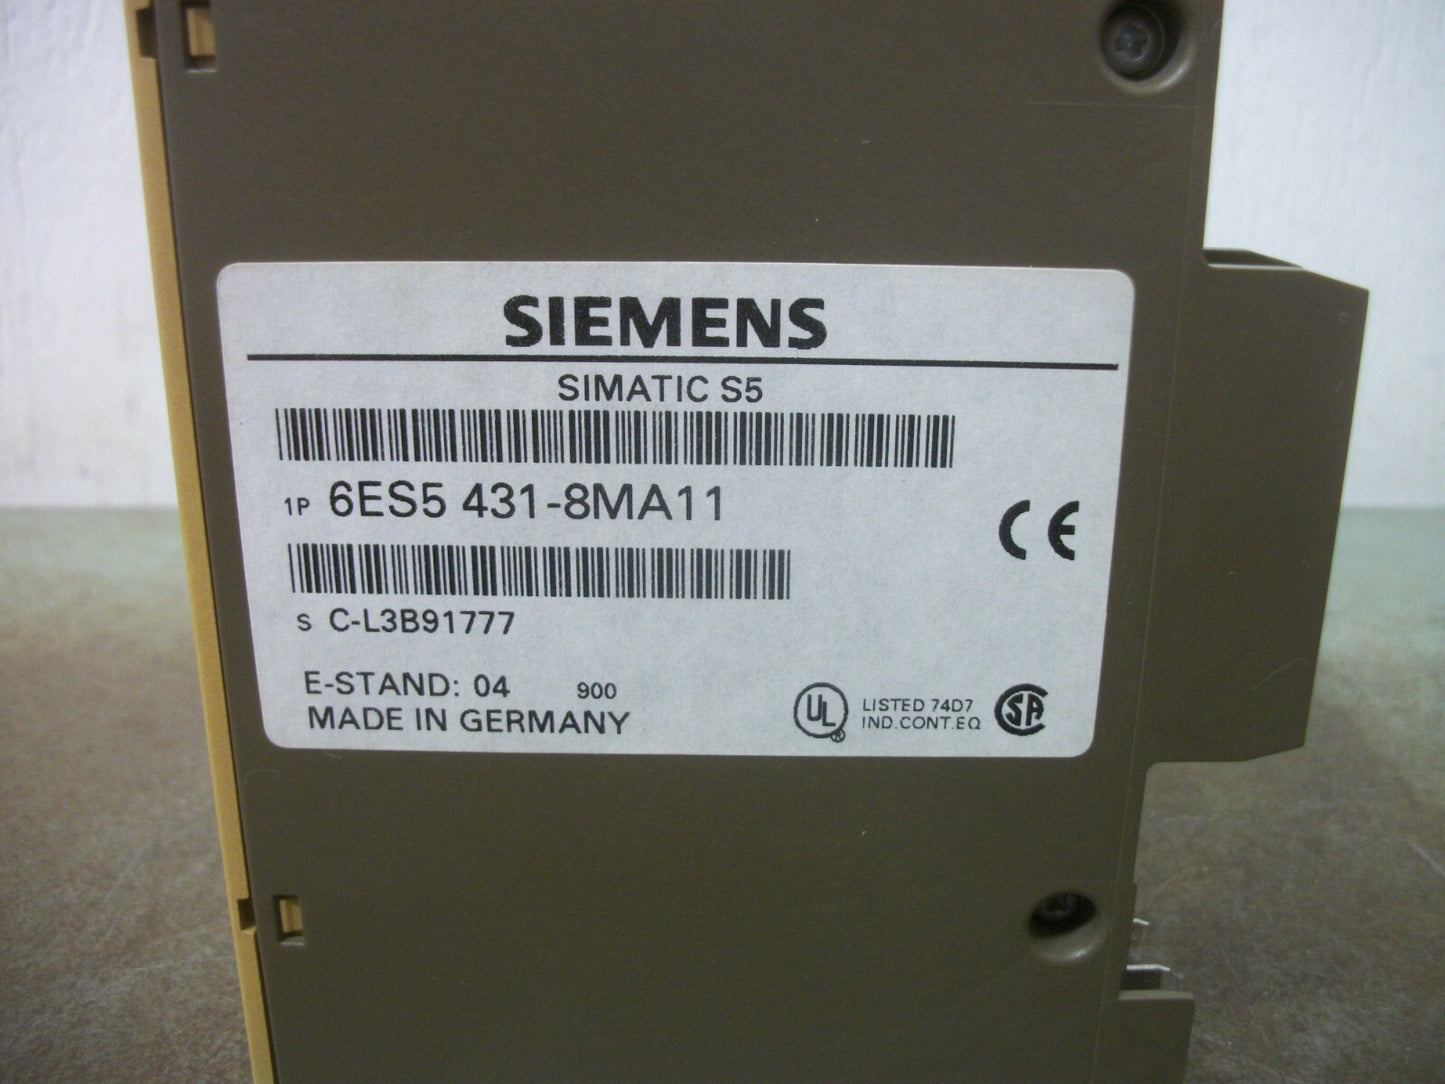 SIEMENS
SIMATIC S5
1P 6ES5 431-8MA11
CE
S C-L3B91777
E-STAND: 04 900
MADE IN GERMANY
UL ® LISTED 74D7
IND.CONT.EQ
SA